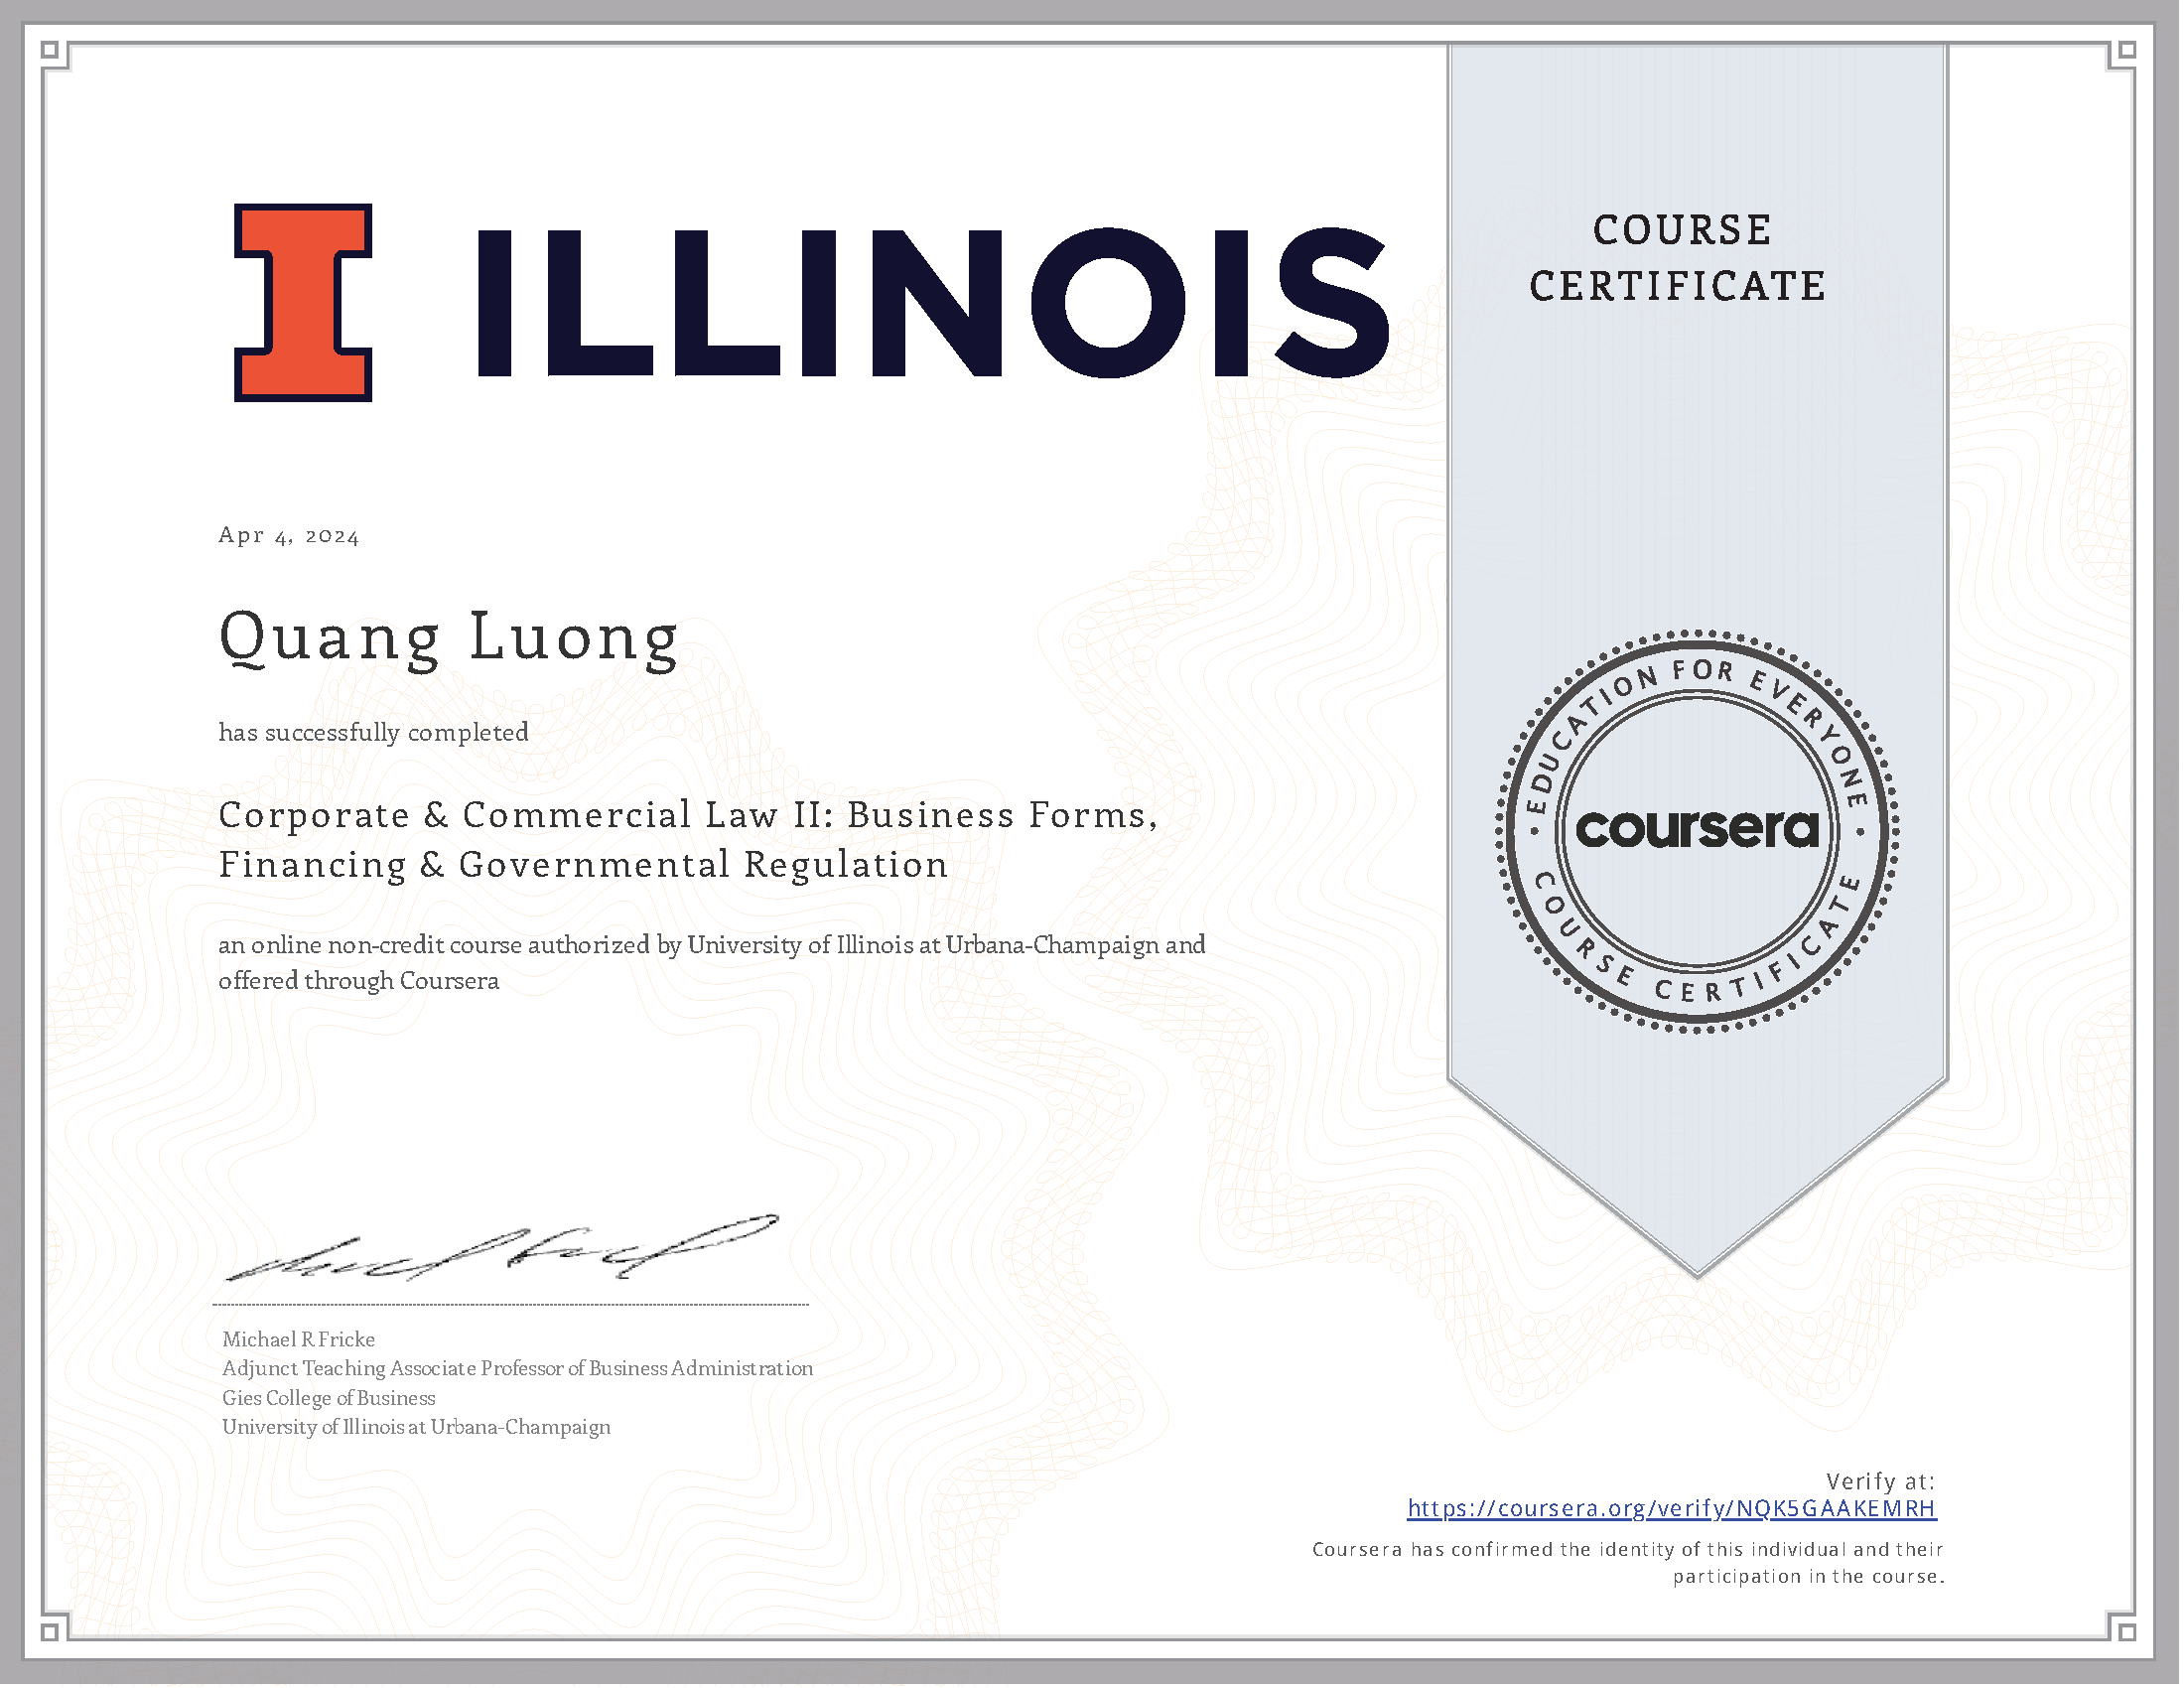 ILLINOIS
COURSE
CERTIFICATE
Apr 4, 2024
Quang Luong
has successfully completed
Corporate & Commercial Law II: Business Forms,
Financing & Governmental Regulation
an online non-credit course authorized by University of Illinois at Urbana-Champaign and
offered through Coursera
EDUCATION FOR EVERYONE
coursera
COURSE CERTIFICATE
Michael R Fricke
Adjunct Teaching Associate Professor of Business Administration
Gies College of Business
University of Illinois at Urbana-Champaign
Verify at:
https://coursera.org/verify/NQK5GAAKEMRH
Coursera has confirmed the identity of this individual and their
participation in the course.